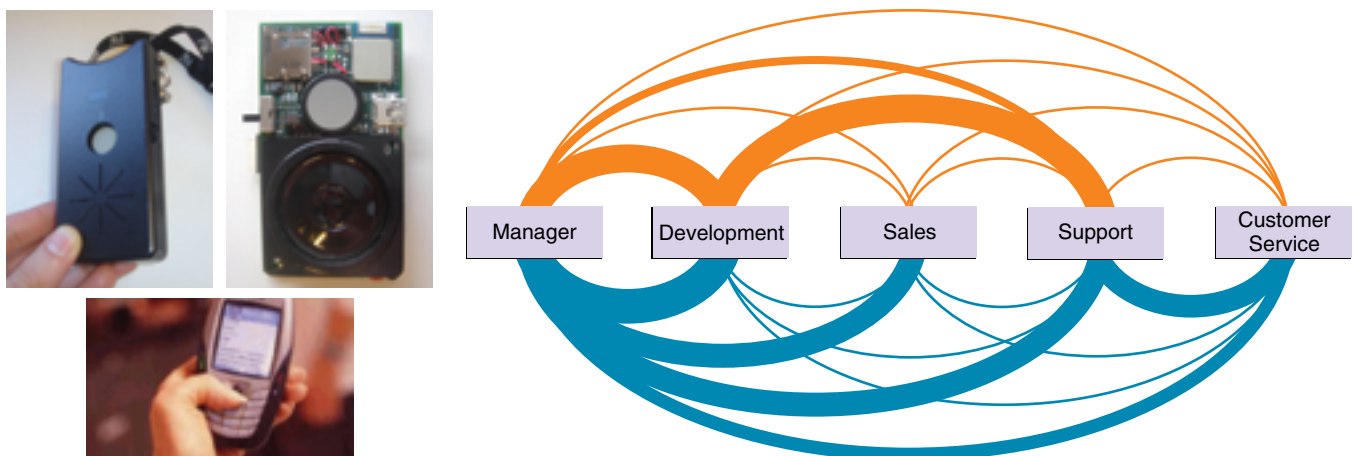 Manager
Development
Sales
Support
Customer
Service